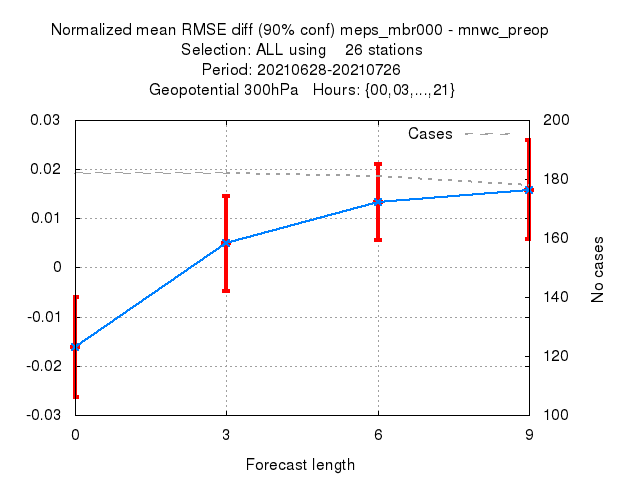 Normalized mean RMSE diff (90% conf) meps_mbr000 - mnwc_preop
Selection: ALL using    26 stations
Period: 20210628-20210726
Geopotential 300hPa   Hours: {00,03,...,21}
Cases
0.03
0.02
0.01
0
-0.01
-0.02
-0.03
200
180
160
140
120
100
No cases
0
3
6
9
Forecast length